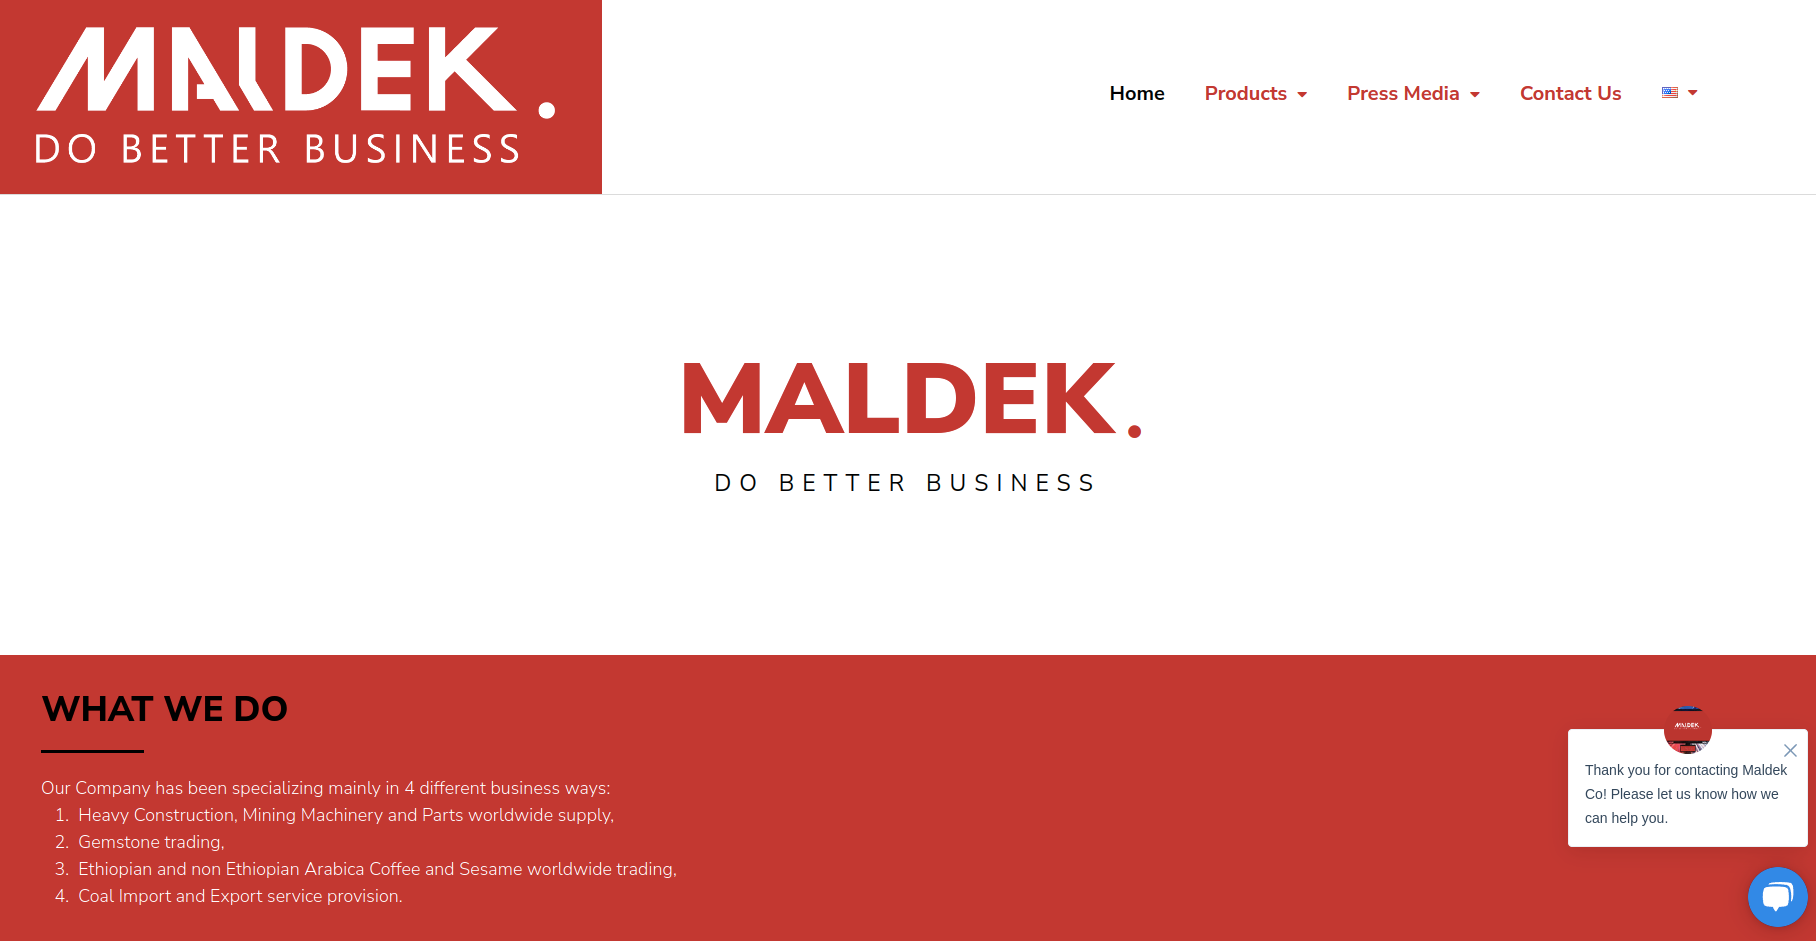 MALDEK.
DO BETTER BUSINESS
Home Products Press Media Contact Us
MALDEK.
DO BETTER BUSINESS
WHAT WE DO
Our Company has been specializing mainly in 4 different business ways:
1. Heavy Construction, Mining Machinery and Parts worldwide supply,
2. Gemstone trading,
3. Ethiopian and non Ethiopian Arabica Coffee and Sesame worldwide trading,
4. Coal Import and Export service provision.
MALDEK
Thank you for contacting Maldek
Co! Please let us know how we
can help you.